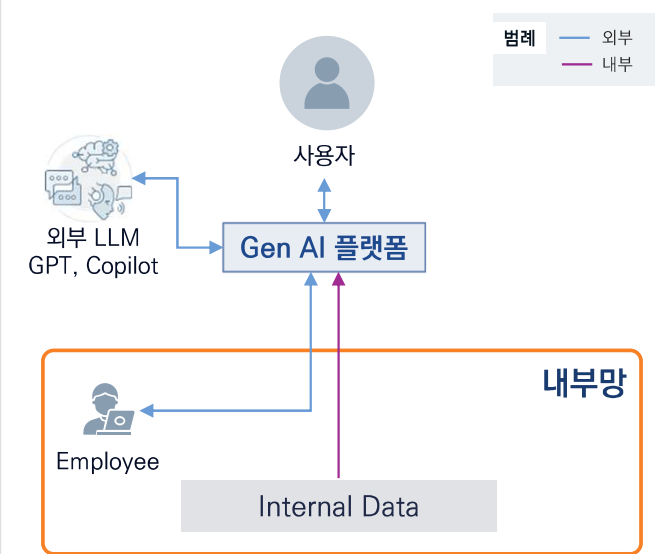 범례
외부
내부
사용자
외부 LLM
GPT, Copilot
Gen AI 플랫폼
내부망
Employee
Internal Data